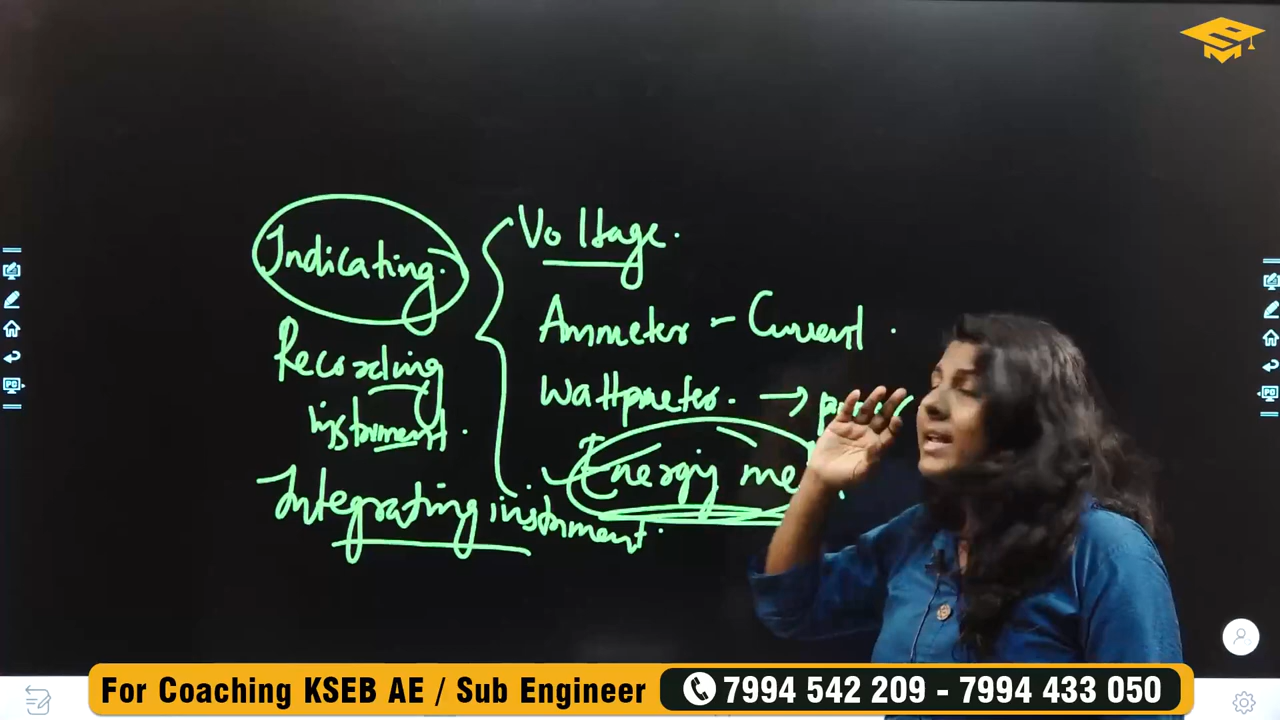 Indicating.
Voltage.
Ammeter - Current.
Recording
instrument.
Wattmeter. →
Energy me
Integrating instrument.
For Coaching KSEB AE / Sub Engineer
7994 542 209 - 7994 433 050